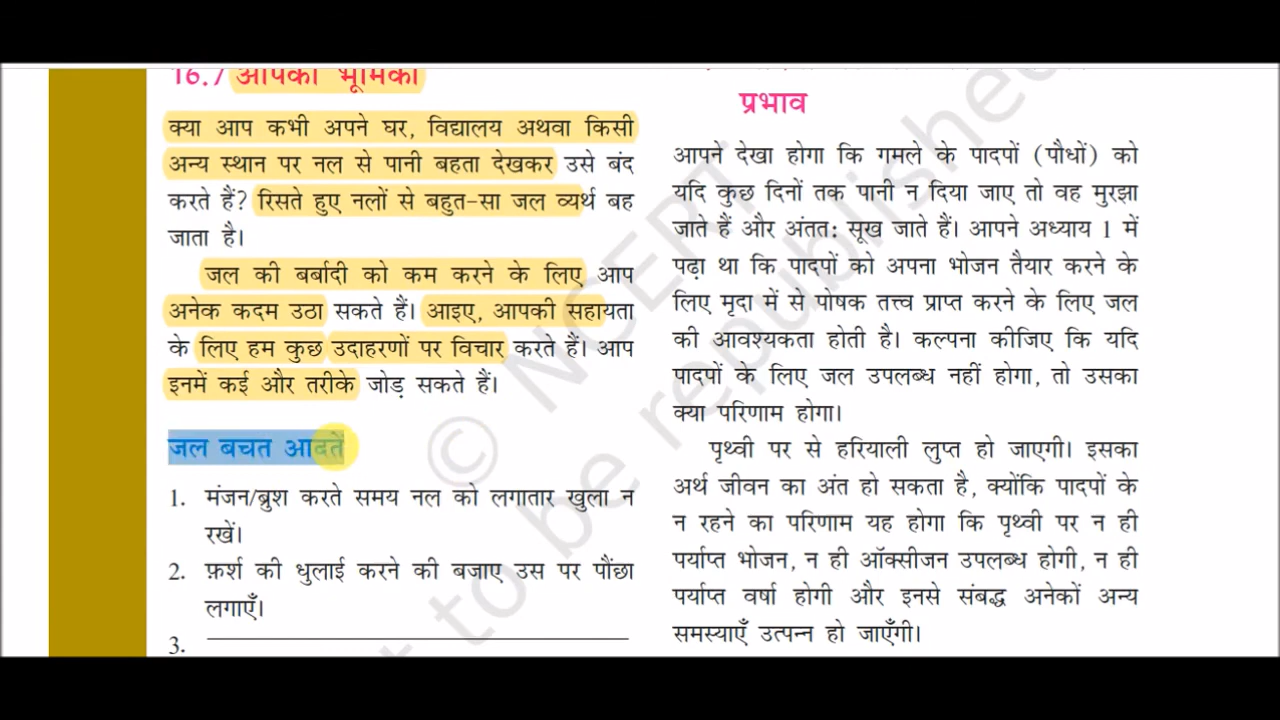 16.7 आपकी भूमिका
क्या आप कभी अपने घर, विद्यालय अथवा किसी
अन्य स्थान पर नल से पानी बहता देखकर उसे बंद
करते हैं? रिसते हुए नलों से बहुत-सा जल व्यर्थ बह
जाता है।
जल की बर्बादी को कम करने के लिए आप
अनेक कदम उठा सकते हैं। आइए, आपकी सहायता
के लिए हम कुछ उदाहरणों पर विचार करते हैं। आप
इनमें कई और तरीके जोड़ सकते हैं।
जल बचत आदतें
1. मंजन/ब्रुश करते समय नल को लगातार खुला न
रखें।
2. फ़र्श की धुलाई करने की बजाए उस पर पौंछा
लगाएँ।
3.
प्रभाव
आपने देखा होगा कि गमले के पादपों (पौधों) को
यदि कुछ दिनों तक पानी न दिया जाए तो वह मुरझा
जाते हैं और अंततः सूख जाते हैं। आपने अध्याय 1 में
पढ़ा था कि पादपों को अपना भोजन तैयार करने के
लिए मृदा में से पोषक तत्त्व प्राप्त करने के लिए जल
की आवश्यकता होती है। कल्पना कीजिए कि यदि
पादपों के लिए जल उपलब्ध नहीं होगा, तो उसका
क्या परिणाम होगा।
पृथ्वी पर से हरियाली लुप्त हो जाएगी। इसका
अर्थ जीवन का अंत हो सकता है, क्योंकि पादपों के
न रहने का परिणाम यह होगा कि पृथ्वी पर न ही
पर्याप्त भोजन, न ही ऑक्सीजन उपलब्ध होगी, न ही
पर्याप्त वर्षा होगी और इनसे संबद्ध अनेकों अन्य
समस्याएँ उत्पन्न हो जाएँगी।
© NCERT
to be republished